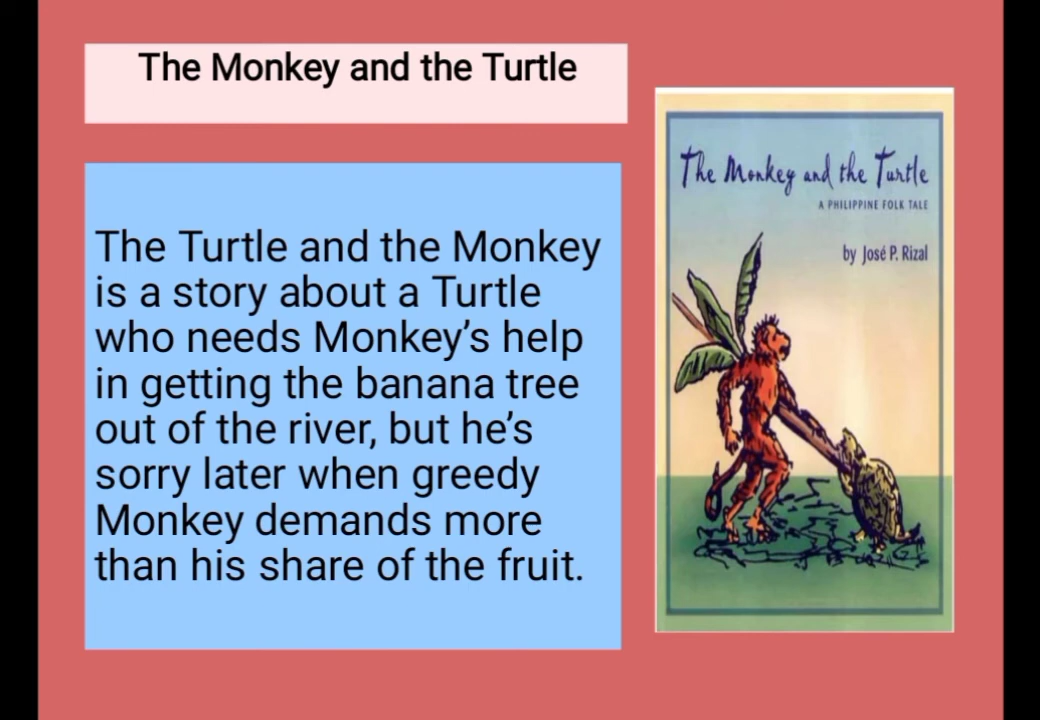 The Monkey and the Turtle
The Turtle and the Monkey
is a story about a Turtle
who needs Monkey’s help
in getting the banana tree
out of the river, but he’s
sorry later when greedy
Monkey demands more
than his share of the fruit.
The Monkey and the Turtle
A PHILIPPINE FOLK TALE
by José P. Rizal